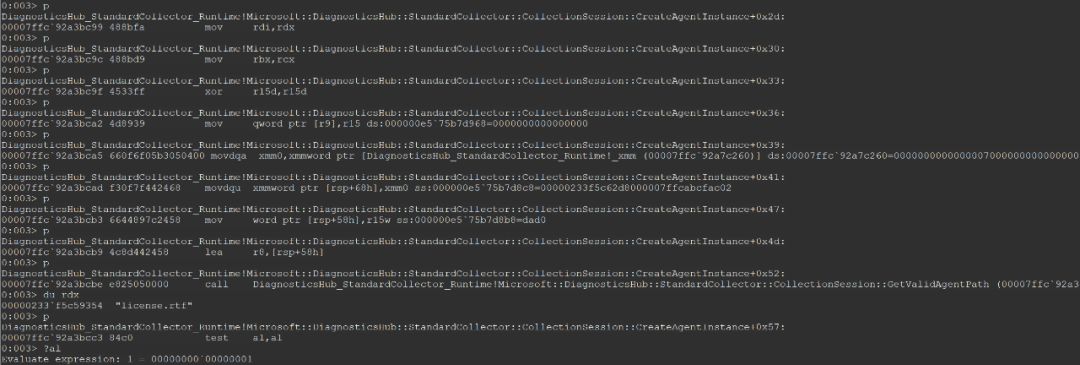 0:003> p
DiagnosticsHub_StandardCollector_Runtime!Microsoft::DiagnosticsHub::StandardCollector::CollectionSession::CreateAgentInstance+0x2d:
00007ffc`92a3bc99 488bfa mov rdi,rdx
0:003> p
DiagnosticsHub_StandardCollector_Runtime!Microsoft::DiagnosticsHub::StandardCollector::CollectionSession::CreateAgentInstance+0x30:
00007ffc`92a3bc9c 488bd9 mov rbx,rcx
0:003> p
DiagnosticsHub_StandardCollector_Runtime!Microsoft::DiagnosticsHub::StandardCollector::CollectionSession::CreateAgentInstance+0x33:
00007ffc`92a3bc9f 4533ff xor r15d,r15d
0:003> p
DiagnosticsHub_StandardCollector_Runtime!Microsoft::DiagnosticsHub::StandardCollector::CollectionSession::CreateAgentInstance+0x36:
00007ffc`92a3bca2 4d8939 mov qword ptr [r9],r15 ds:000000e5`75b7d968=0000000000000000
0:003> p
DiagnosticsHub_StandardCollector_Runtime!Microsoft::DiagnosticsHub::StandardCollector::CollectionSession::CreateAgentInstance+0x39:
00007ffc`92a3bca5 660f6f05b3050400 movdqa xmm0,xmmword ptr [DiagnosticsHub_StandardCollector_Runtime!_xmm (00007ffc`92a7c260)] ds:00007ffc`92a7c260=00000000000000070000000000000000
0:003> p
DiagnosticsHub_StandardCollector_Runtime!Microsoft::DiagnosticsHub::StandardCollector::CollectionSession::CreateAgentInstance+0x41:
00007ffc`92a3bcad f30f7f442468 movdqu xmmword ptr [rsp+68h],xmm0 ss:000000e5`75b7d8c8=00000233f5c62d8000007ffcabcfac02
0:003> p
DiagnosticsHub_StandardCollector_Runtime!Microsoft::DiagnosticsHub::StandardCollector::CollectionSession::CreateAgentInstance+0x47:
00007ffc`92a3bcb3 6644897c2458 mov word ptr [rsp+58h],r15w ss:000000e5`75b7d8b8=dad0
0:003> p
DiagnosticsHub_StandardCollector_Runtime!Microsoft::DiagnosticsHub::StandardCollector::CollectionSession::CreateAgentInstance+0x4d:
00007ffc`92a3bcb9 4c8d442458 lea r8,[rsp+58h]
0:003> p
DiagnosticsHub_StandardCollector_Runtime!Microsoft::DiagnosticsHub::StandardCollector::CollectionSession::CreateAgentInstance+0x52:
00007ffc`92a3bcbe e825050000 call DiagnosticsHub_StandardCollector_Runtime!Microsoft::DiagnosticsHub::StandardCollector::CollectionSession::GetValidAgentPath (00007ffc`92a3
0:003> du rdx
00000233`f5c59354 "license.rtf"
0:003> p
DiagnosticsHub_StandardCollector_Runtime!Microsoft::DiagnosticsHub::StandardCollector::CollectionSession::CreateAgentInstance+0x57:
00007ffc`92a3bcc3 84c0 test al,al
0:003> ?al
Evaluate expression: 1 = 00000000`00000001